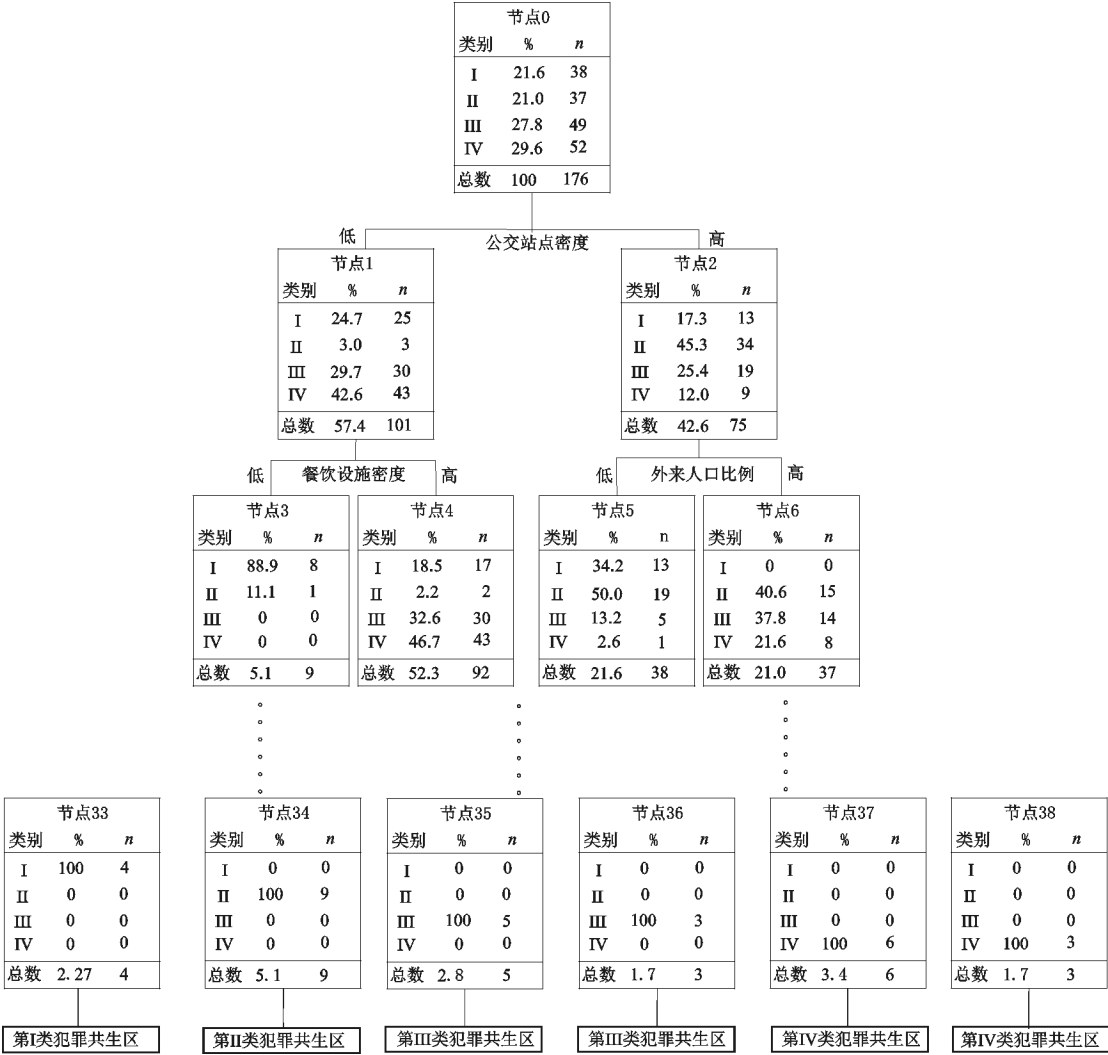 节点0
类别 % n
I 21.6 38
II 21.0 37
III 27.8 49
IV 29.6 52
总数 100 176
低 公交站点密度 高
节点1
类别 % n
I 24.7 25
II 3.0 3
III 29.7 30
IV 42.6 43
总数 57.4 101
节点2
类别 % n
I 17.3 13
II 45.3 34
III 25.4 19
IV 12.0 9
总数 42.6 75
低 餐饮设施密度 高
低 外来人口比例 高
节点3
类别 % n
I 88.9 8
II 11.1 1
III 0 0
IV 0 0
总数 5.1 9
节点4
类别 % n
I 18.5 17
II 2.2 2
III 32.6 30
IV 46.7 43
总数 52.3 92
节点5
类别 % n
I 34.2 13
II 50.0 19
III 13.2 5
IV 2.6 1
总数 21.6 38
节点6
类别 % n
I 0 0
II 40.6 15
III 37.8 14
IV 21.6 8
总数 21.0 37
节点33
类别 % n
I 100 4
II 0 0
III 0 0
IV 0 0
总数 2.27 4
节点34
类别 % n
I 0 0
II 100 9
III 0 0
IV 0 0
总数 5.1 9
节点35
类别 % n
I 0 0
II 0 0
III 100 5
IV 0 0
总数 2.8 5
节点36
类别 % n
I 0 0
II 0 0
III 100 3
IV 0 0
总数 1.7 3
节点37
类别 % n
I 0 0
II 0 0
III 0 0
IV 100 6
总数 3.4 6
节点38
类别 % n
I 0 0
II 0 0
III 0 0
IV 100 3
总数 1.7 3
第I类犯罪共生区
第II类犯罪共生区
第III类犯罪共生区
第III类犯罪共生区
第IV类犯罪共生区
第IV类犯罪共生区